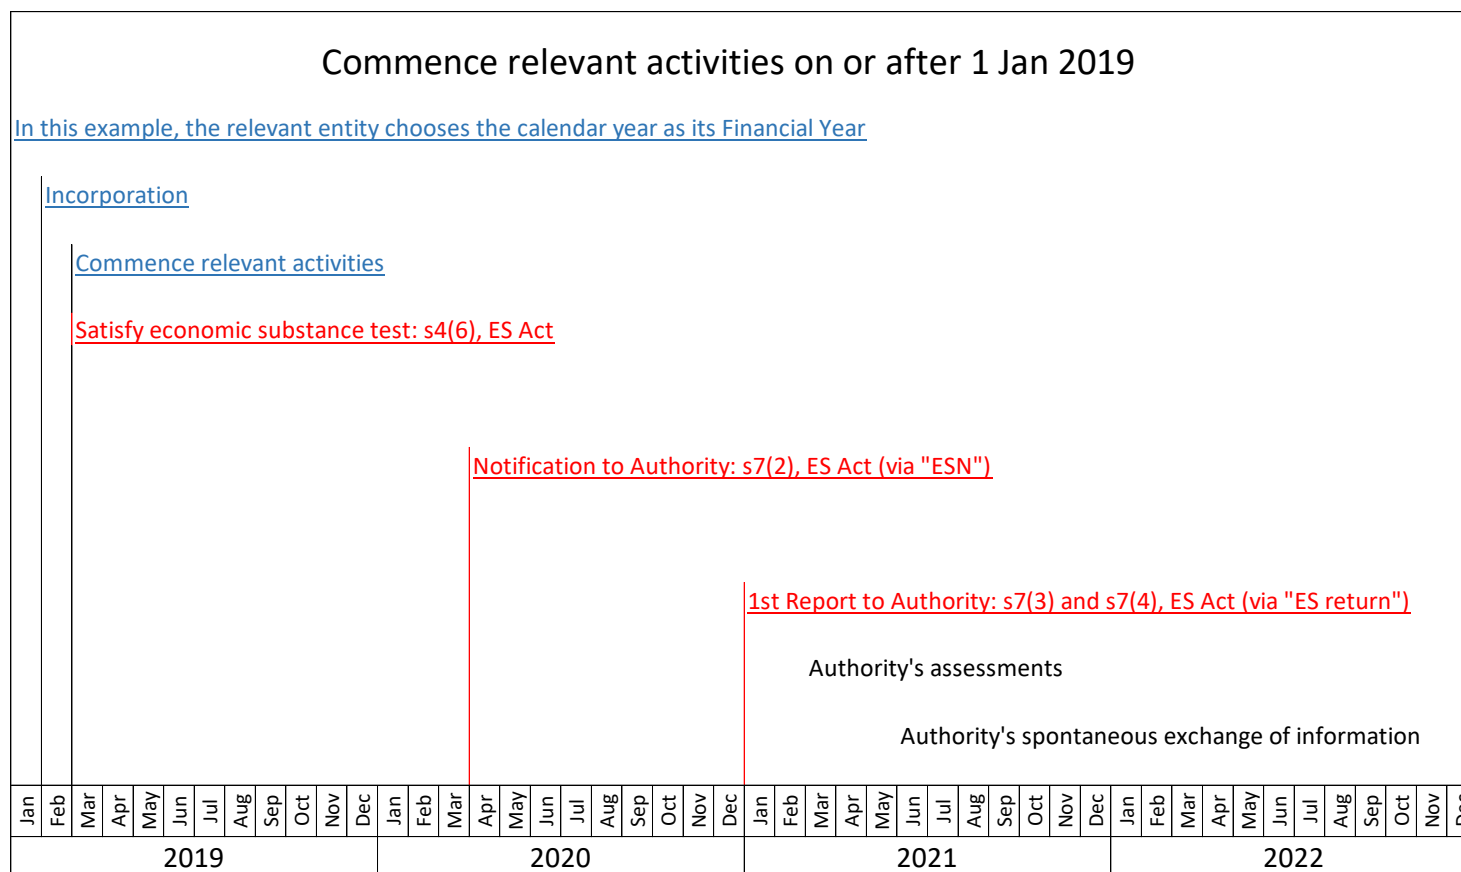 Commence relevant activities on or after 1 Jan 2019
In this example, the relevant entity chooses the calendar year as its Financial Year
Incorporation
Commence relevant activities
Satisfy economic substance test: s4(6), ES Act
Notification to Authority: s7(2), ES Act (via "ESN")
1st Report to Authority: s7(3) and s7(4), ES Act (via "ES return")
Authority's assessments
Authority's spontaneous exchange of information
Jan Feb Mar Apr May Jun Jul Aug Sep Oct Nov Dec Jan Feb Mar Apr May Jun Jul Aug Sep Oct Nov Dec Jan Feb Mar Apr May Jun Jul Aug Sep Oct Nov Dec Jan Feb Mar Apr May Jun Jul Aug Sep Oct Nov Dec
2019 2020 2021 2022